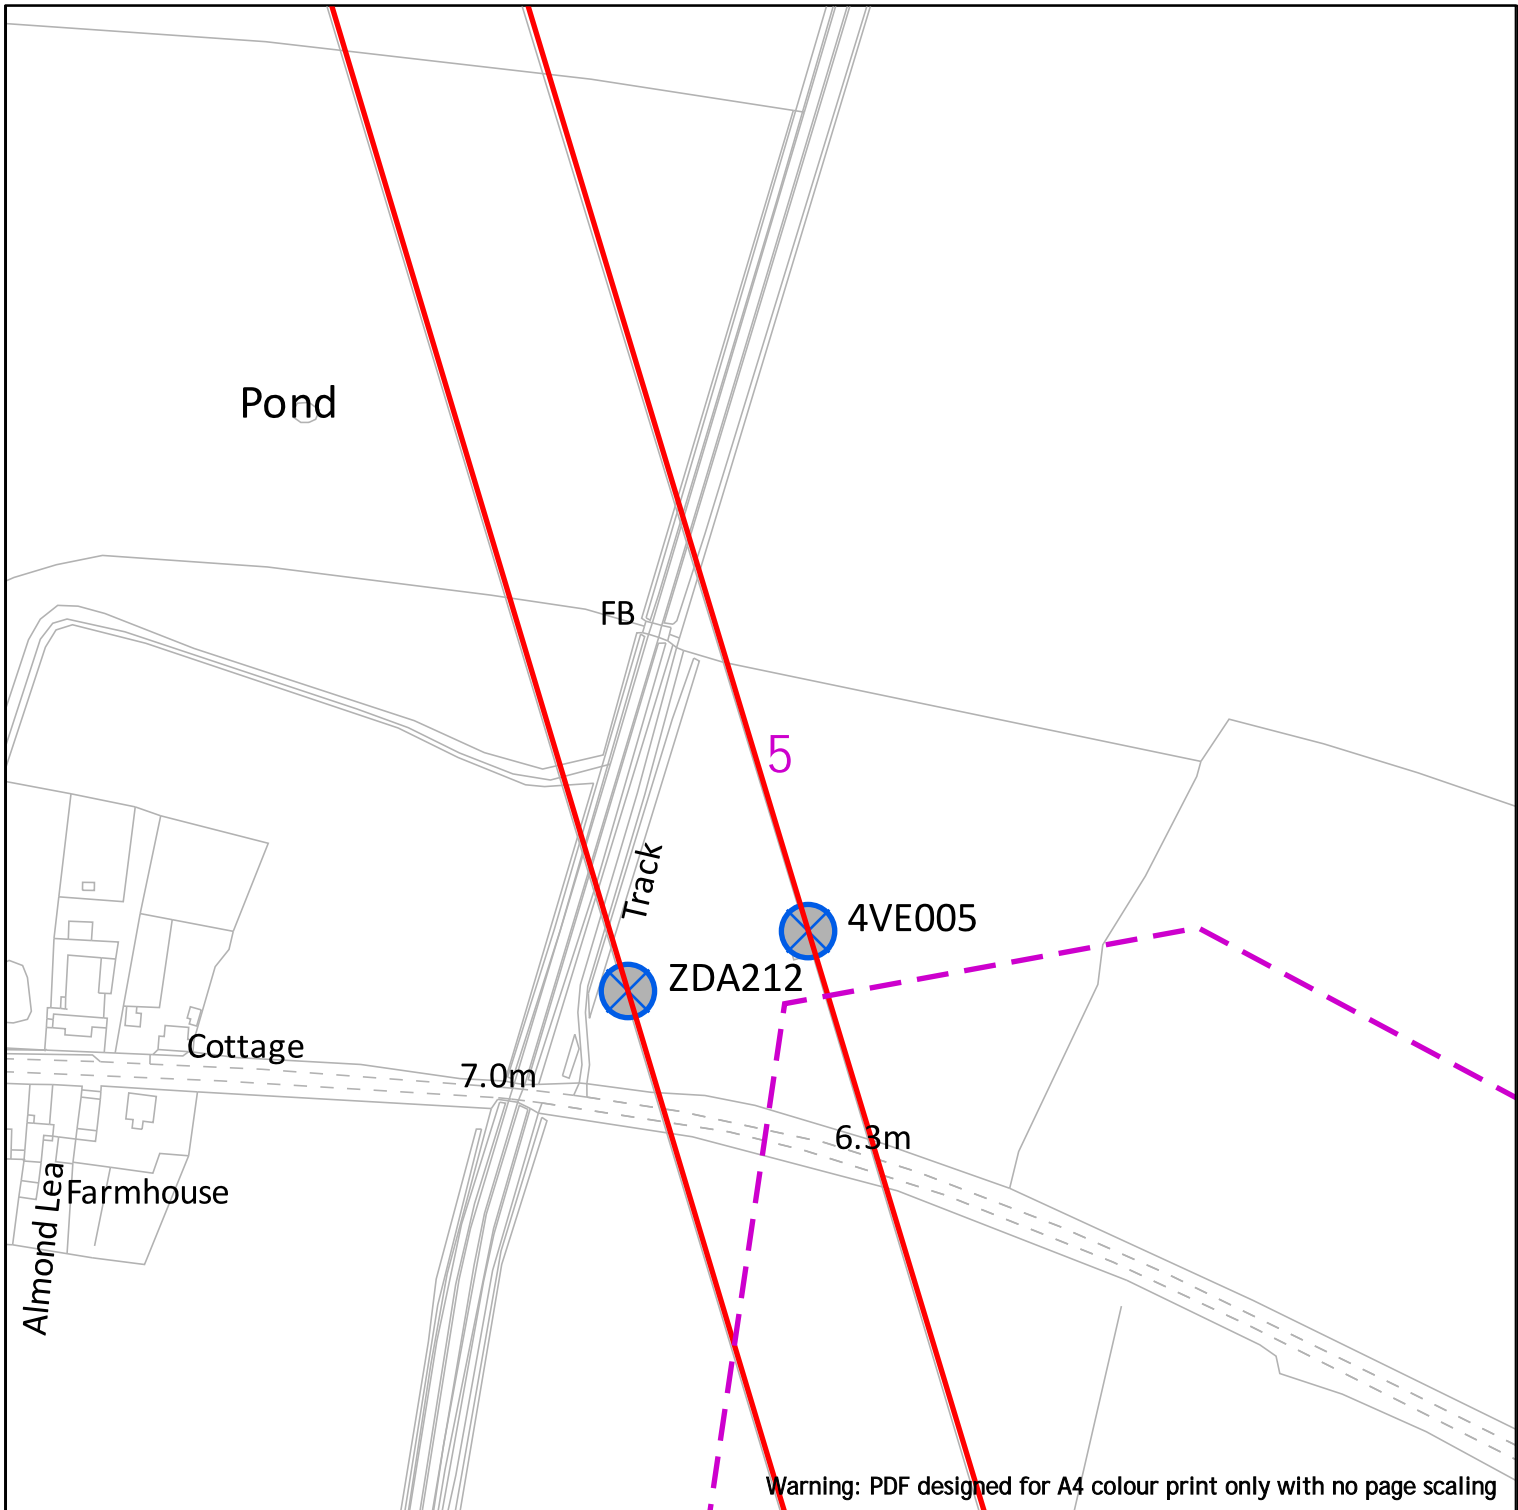 Pond
FB
5
Track
4VE005
ZDA212
Cottage
7.0m
6.3m
Almond Lea
Farmhouse
Warning: PDF designed for A4 colour print only with no page scaling